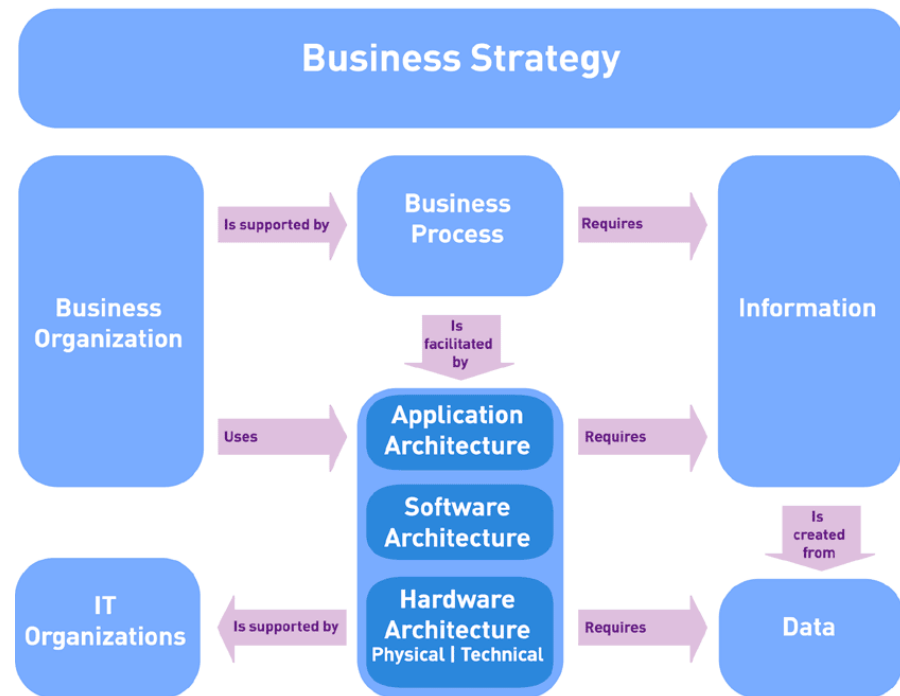 Business Strategy
Is supported by
Business
Process
Requires
Business
Organization
Information
Is
facilitated
by
Uses
Application
Architecture
Requires
Software
Architecture
Is
created
from
IT
Organizations
Is supported by
Hardware
Architecture
Physical | Technical
Requires
Data